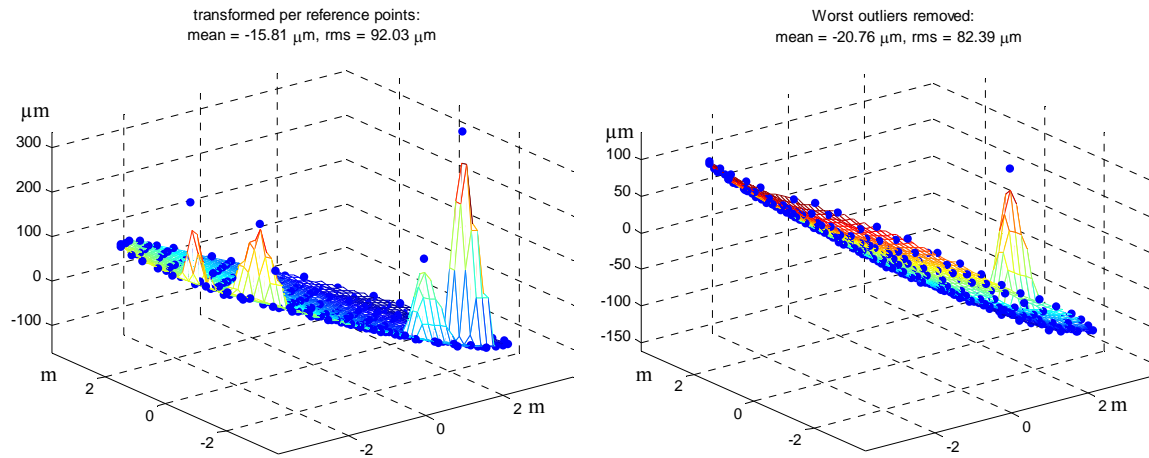 transformed per reference points:
mean = -15.81 µm, rms = 92.03 µm
µm
300
200
100
0
-100
m
2
0
-2
-2
0
2
m
Worst outliers removed:
mean = -20.76 µm, rms = 82.39 µm
µm
100
50
0
-50
-100
-150
m
2
0
-2
-2
0
2
m